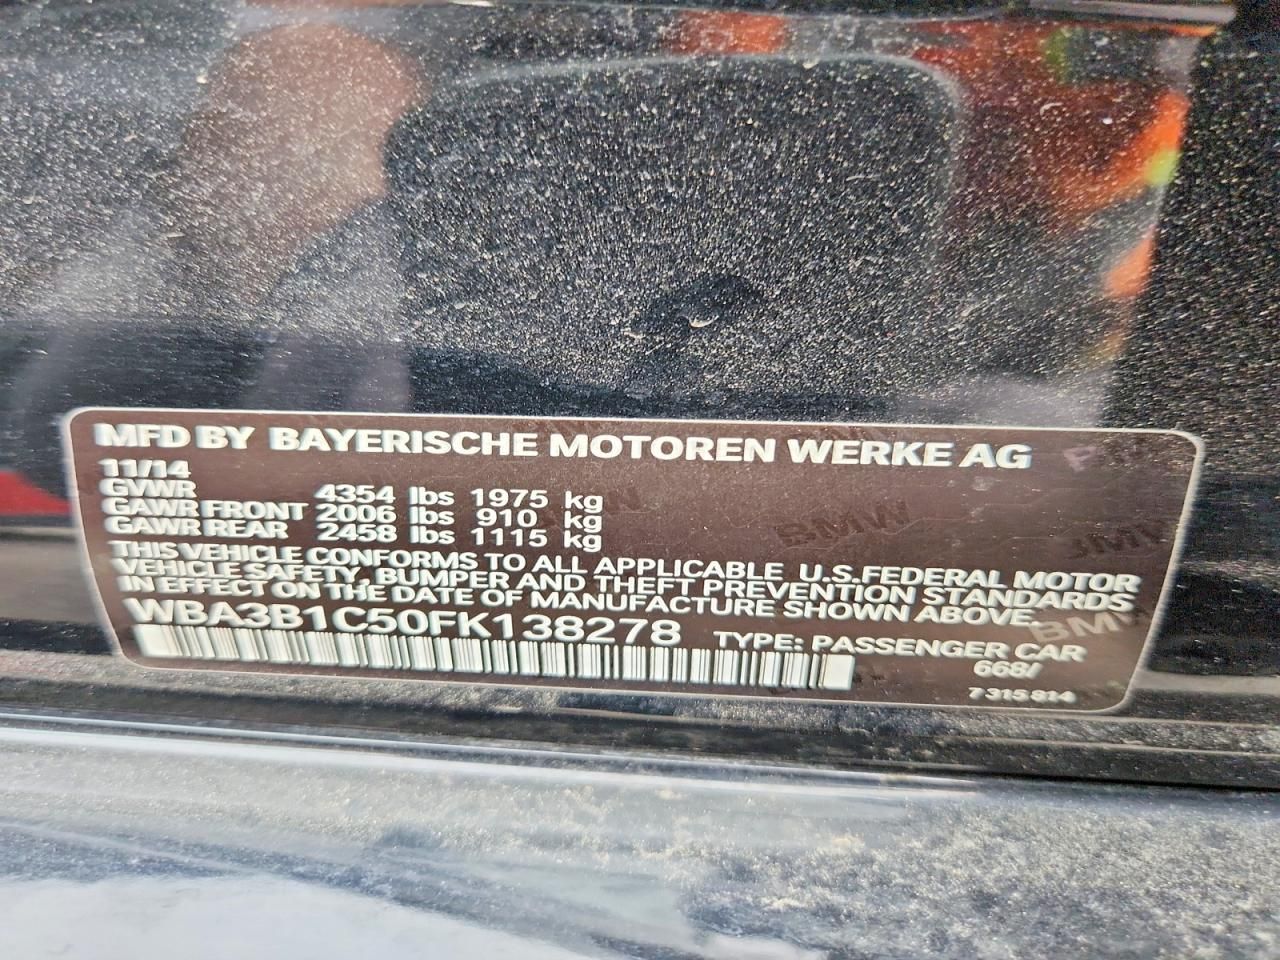 MFD BY BAYERISCHE MOTOREN WERKE AG
11/14
GVWR 4354 lbs 1975 kg
GAWR FRONT 2006 lbs 910 kg
GAWR REAR 2458 lbs 1115 kg
THIS VEHICLE CONFORMS TO ALL APPLICABLE U.S.FEDERAL MOTOR
VEHICLE SAFETY, BUMPER AND THEFT PREVENTION STANDARDS
IN EFFECT ON THE DATE OF MANUFACTURE SHOWN ABOVE.
WBA3B1C50FK138278 TYPE: PASSENGER CAR
668/
7 315 814
BMW
BMW
BMW